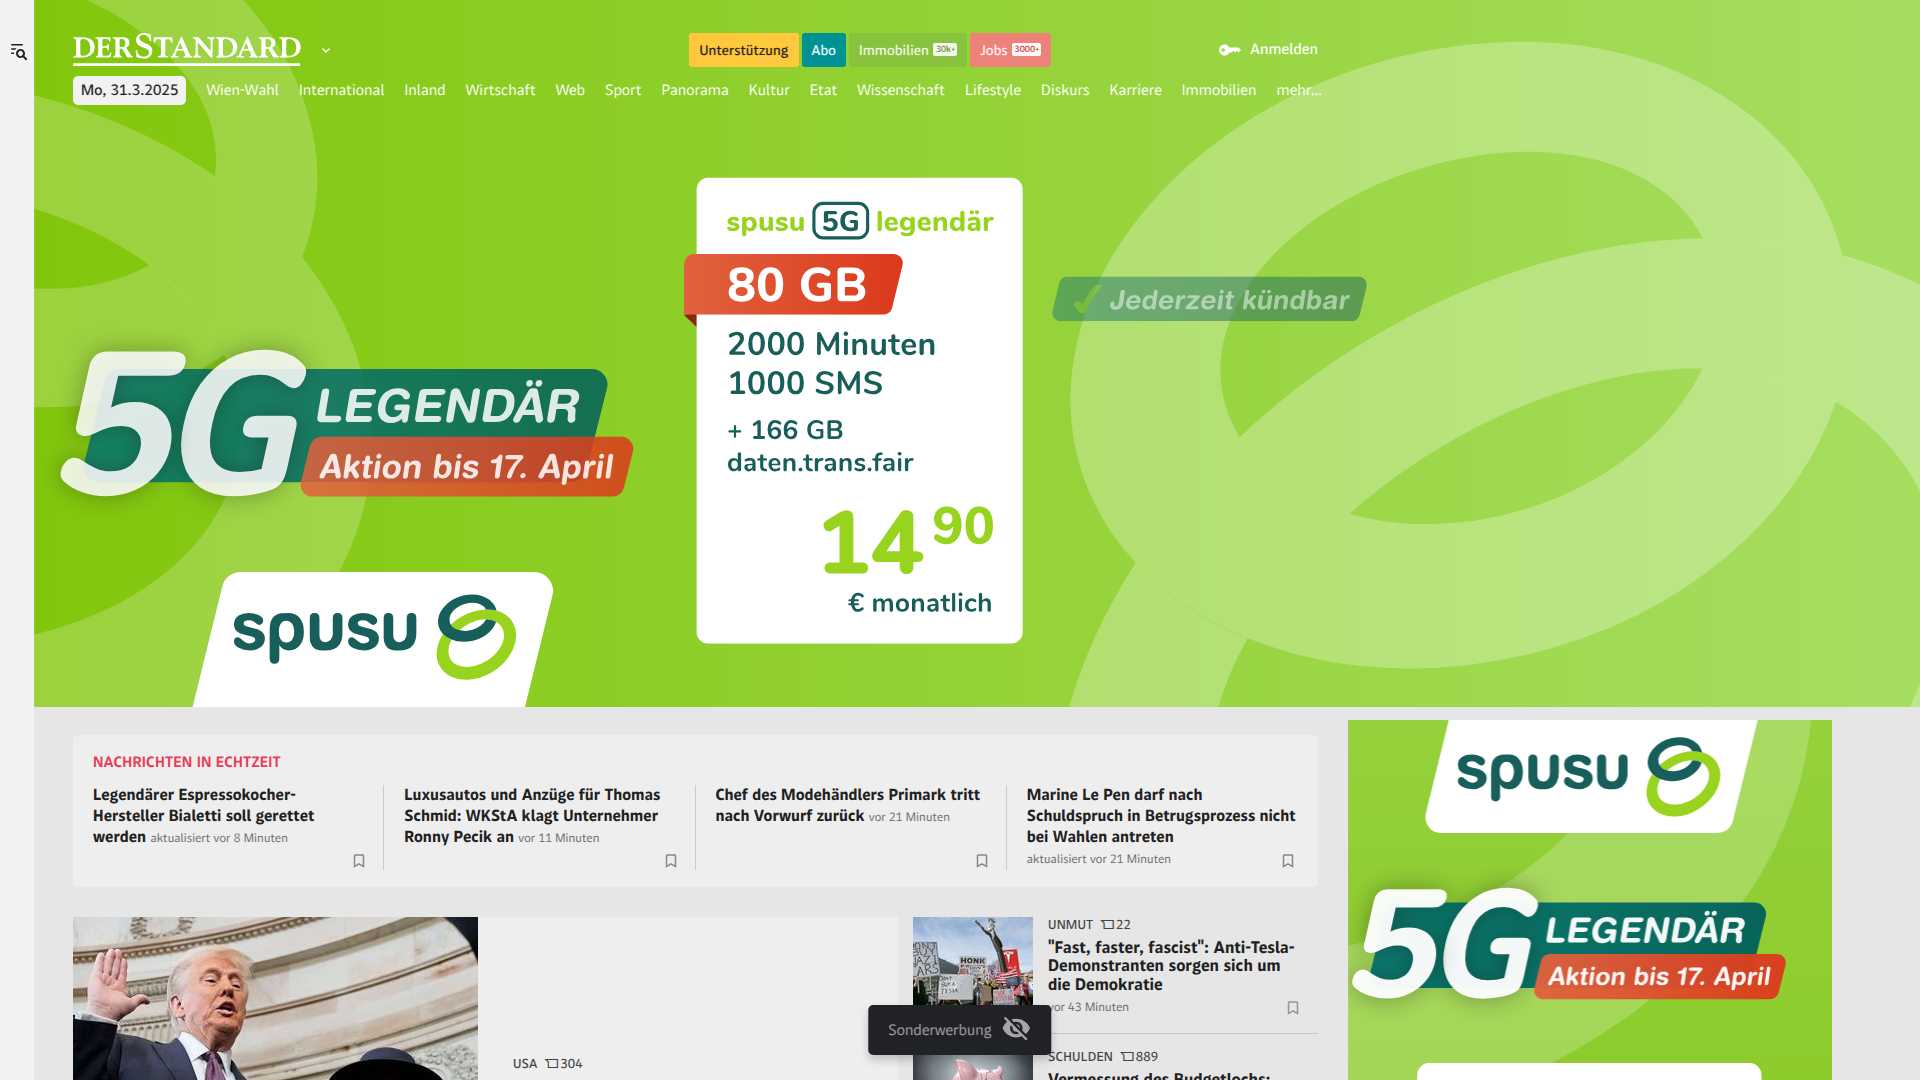 DERSTANDARD
Unterstützung
Abo
Immobilien 30k+
Jobs 3000+
Anmelden
Mo, 31.3.2025
Wien-Wahl
International
Inland
Wirtschaft
Web
Sport
Panorama
Kultur
Etat
Wissenschaft
Lifestyle
Diskurs
Karriere
Immobilien
mehr...
spusu 5G legendär
80 GB
2000 Minuten
1000 SMS
+ 166 GB
daten.trans.fair
14 90
€ monatlich
✓ Jederzeit kündbar
5G LEGENDÄR
Aktion bis 17. April
spusu
NACHRICHTEN IN ECHTZEIT
Legendärer Espressokocher-
Hersteller Bialetti soll gerettet
werden aktualisiert vor 8 Minuten
Luxusautos und Anzüge für Thomas
Schmid: WKStA klagt Unternehmer
Ronny Pecik an vor 11 Minuten
Chef des Modehändlers Primark tritt
nach Vorwurf zurück vor 21 Minuten
Marine Le Pen darf nach
Schuldspruch in Betrugsprozess nicht
bei Wahlen antreten
aktualisiert vor 21 Minuten
USA 304
HONK
UNMUT 22
"Fast, faster, fascist": Anti-Tesla-
Demonstranten sorgen sich um
die Demokratie
vor 43 Minuten
Sonderwerbung
SCHULDEN 889
Vermessung des Budgetlochs:
spusu
5G LEGENDÄR
Aktion bis 17. April